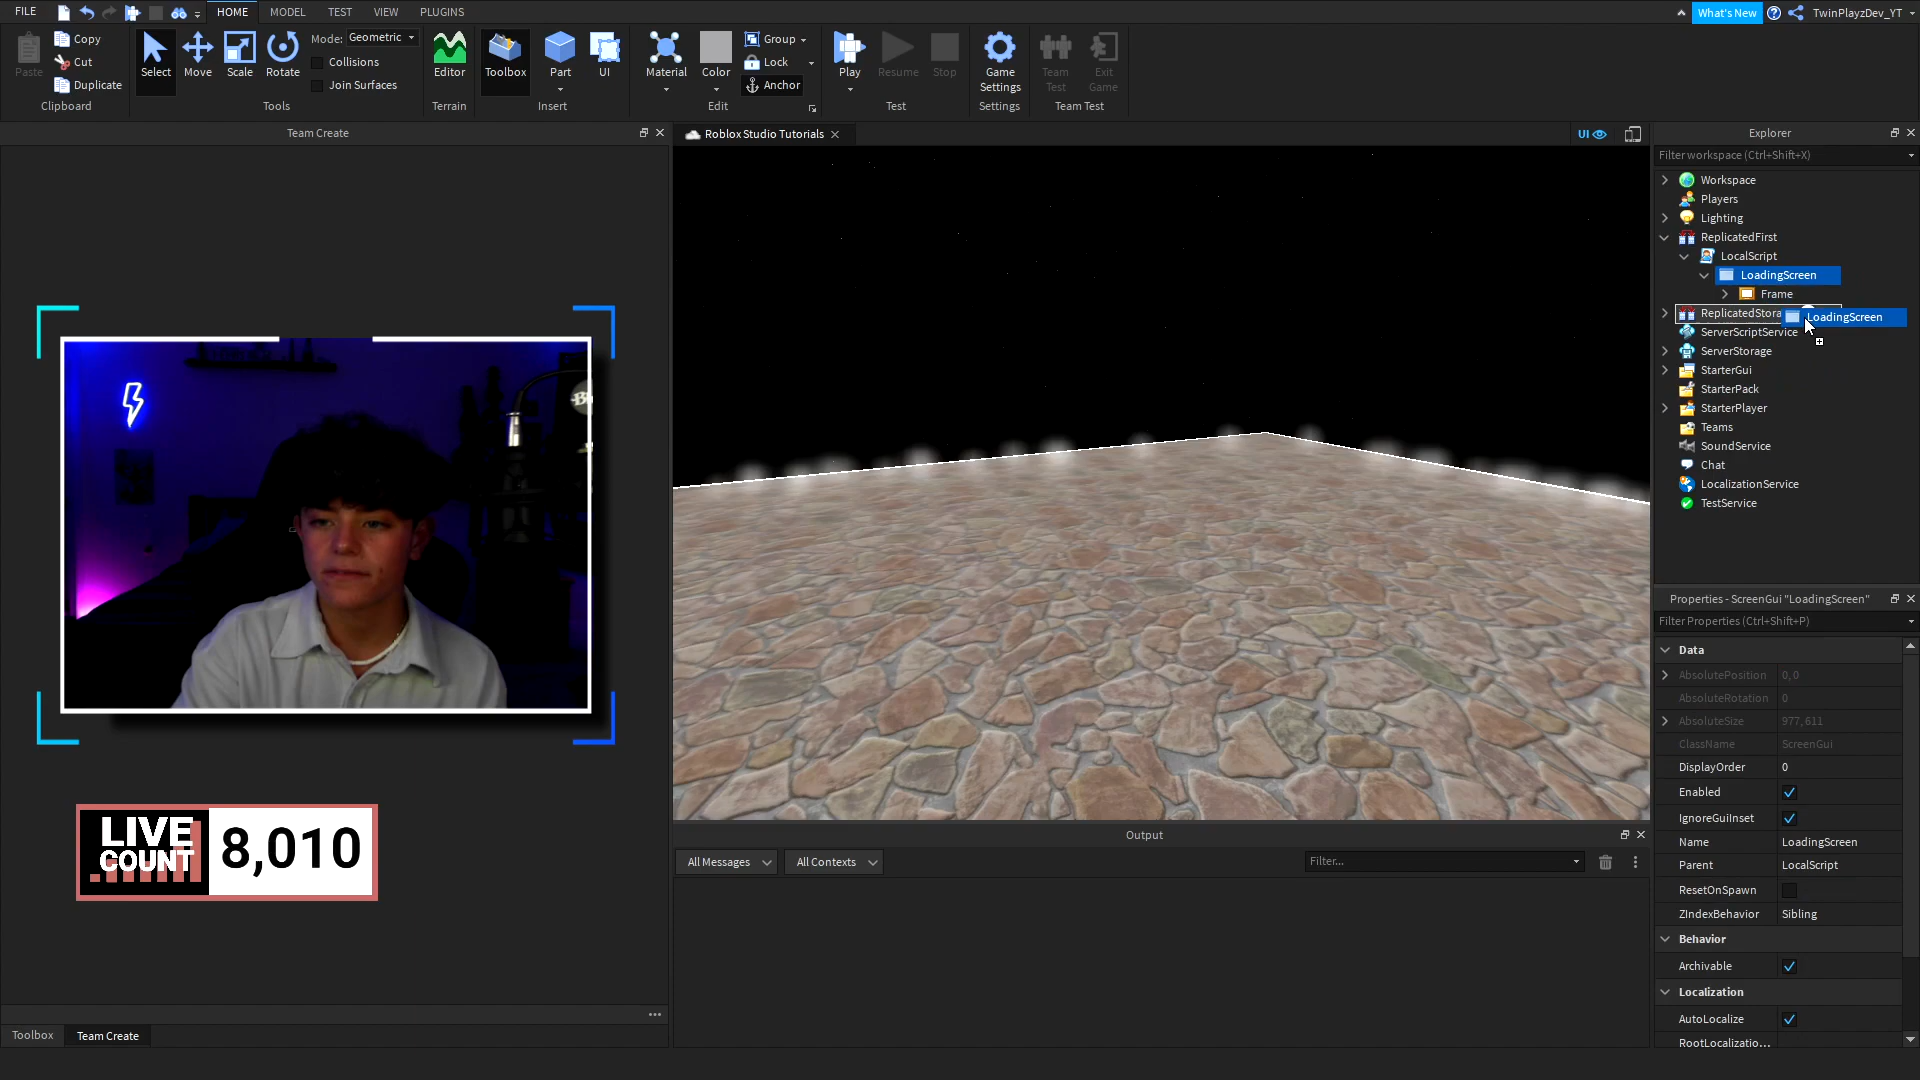 FILE
HOME
MODEL
TEST
VIEW
PLUGINS
What's New
TwinPlayzDev_YT
Paste
Copy
Cut
Duplicate
Clipboard
Select
Move
Scale
Rotate
Mode: Geometric
Collisions
Join Surfaces
Tools
Editor
Terrain
Toolbox
Part
UI
Insert
Material
Color
Group
Lock
Anchor
Edit
Play
Resume
Stop
Test
Game Settings
Settings
Team Test
Exit Game
Team Test
Team Create
Roblox Studio Tutorials
UI
Explorer
Filter workspace (Ctrl+Shift+X)
Workspace
Players
Lighting
ReplicatedFirst
LocalScript
LoadingScreen
Frame
ReplicatedStora
LoadingScreen
ServerScriptService
ServerStorage
StarterGui
StarterPack
StarterPlayer
Teams
SoundService
Chat
LocalizationService
TestService
Properties - ScreenGui "LoadingScreen"
Filter Properties (Ctrl+Shift+P)
Data
AbsolutePosition 0, 0
AbsoluteRotation 0
AbsoluteSize 977, 611
ClassName ScreenGui
DisplayOrder 0
Enabled
IgnoreGuiInset
Name LoadingScreen
Parent LocalScript
ResetOnSpawn
ZIndexBehavior Sibling
Behavior
Archivable
Localization
AutoLocalize
RootLocalizatio...
LIVE
COUNT
8,010
Output
All Messages
All Contexts
Filter...
Toolbox
Team Create